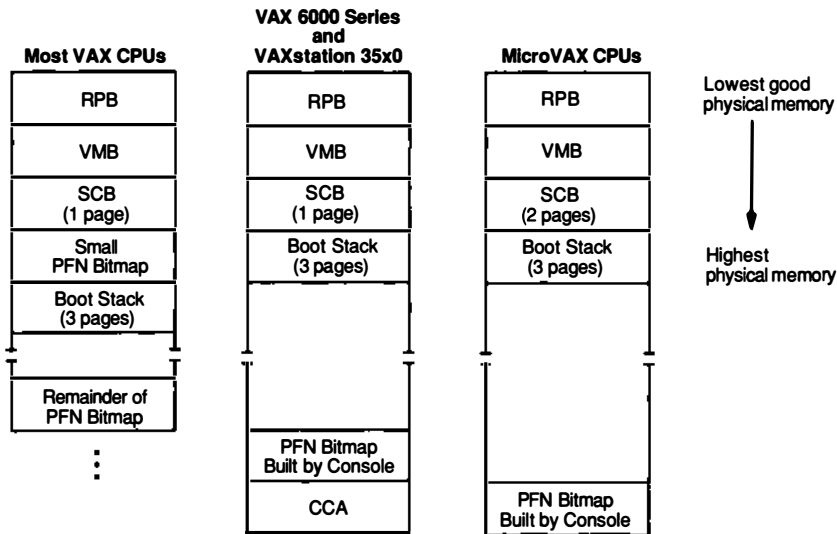 Most VAX CPUs
RPB
VMB
SCB
(1 page)
Small
PFN Bitmap
Boot Stack
(3 pages)
Remainder of
PFN Bitmap
VAX 6000 Series
and
VAXstation 35x0
RPB
VMB
SCB
(1 page)
Boot Stack
(3 pages)
PFN Bitmap
Built by Console
CCA
MicroVAX CPUs
RPB
VMB
SCB
(2 pages)
Boot Stack
(3 pages)
PFN Bitmap
Built by Console
Lowest good
physical memory
Highest
physical memory